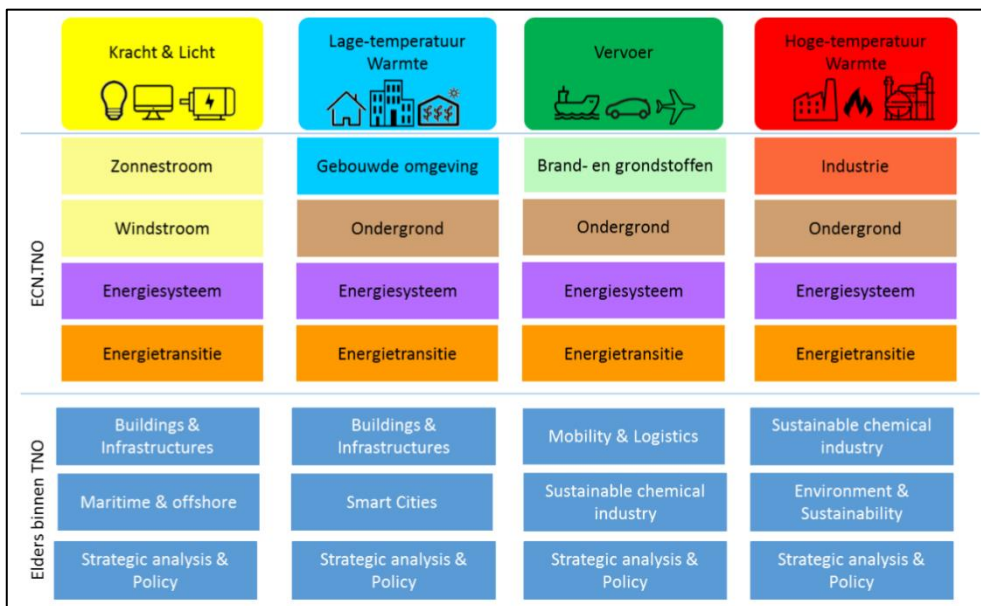 Kracht & Licht
Lage-temperatuur
Warmte
Vervoer
Hoge-temperatuur
Warmte
ECN.TNO
Zonnestroom
Gebouwde omgeving
Brand- en grondstoffen
Industrie
Windstroom
Ondergrond
Ondergrond
Ondergrond
Energiesysteem
Energiesysteem
Energiesysteem
Energiesysteem
Energietransitie
Energietransitie
Energietransitie
Energietransitie
Elders binnen TNO
Buildings &
Infrastructures
Buildings &
Infrastructures
Mobility & Logistics
Sustainable chemical
industry
Maritime & offshore
Smart Cities
Sustainable chemical
industry
Environment &
Sustainability
Strategic analysis &
Policy
Strategic analysis &
Policy
Strategic analysis &
Policy
Strategic analysis &
Policy